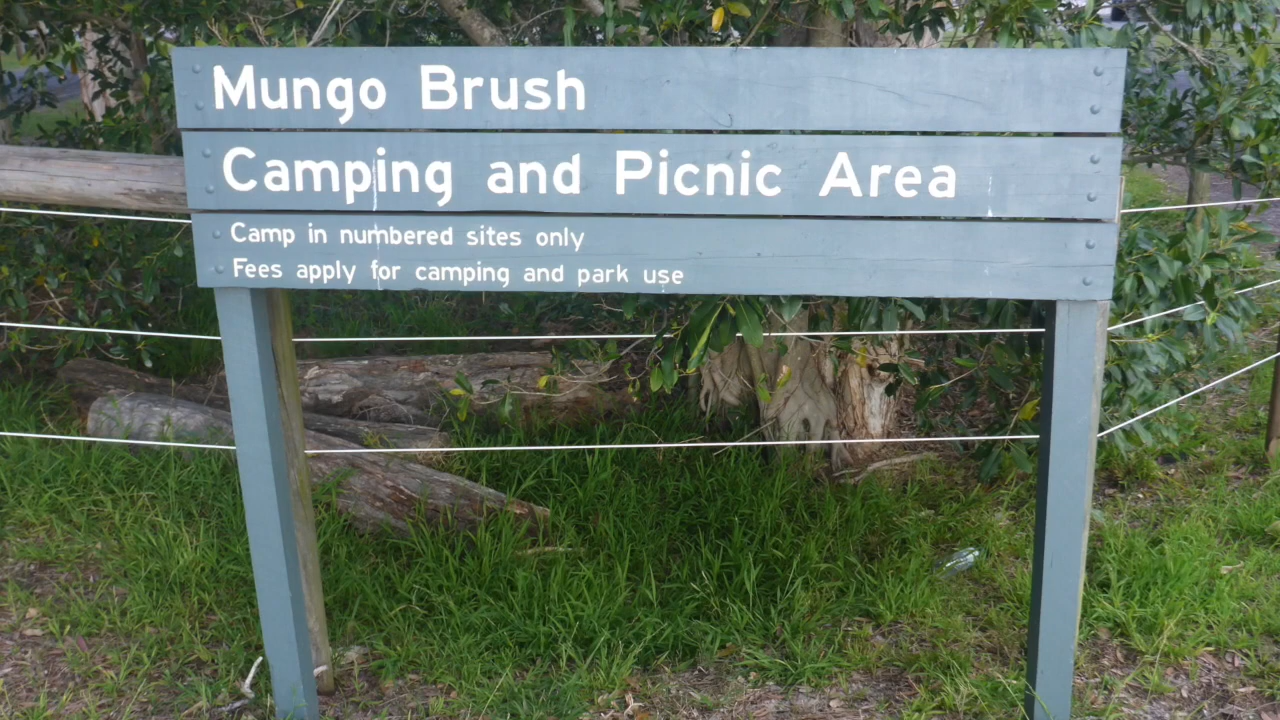 Mungo Brush
Camping and Picnic Area
Camp in numbered sites only
Fees apply for camping and park use